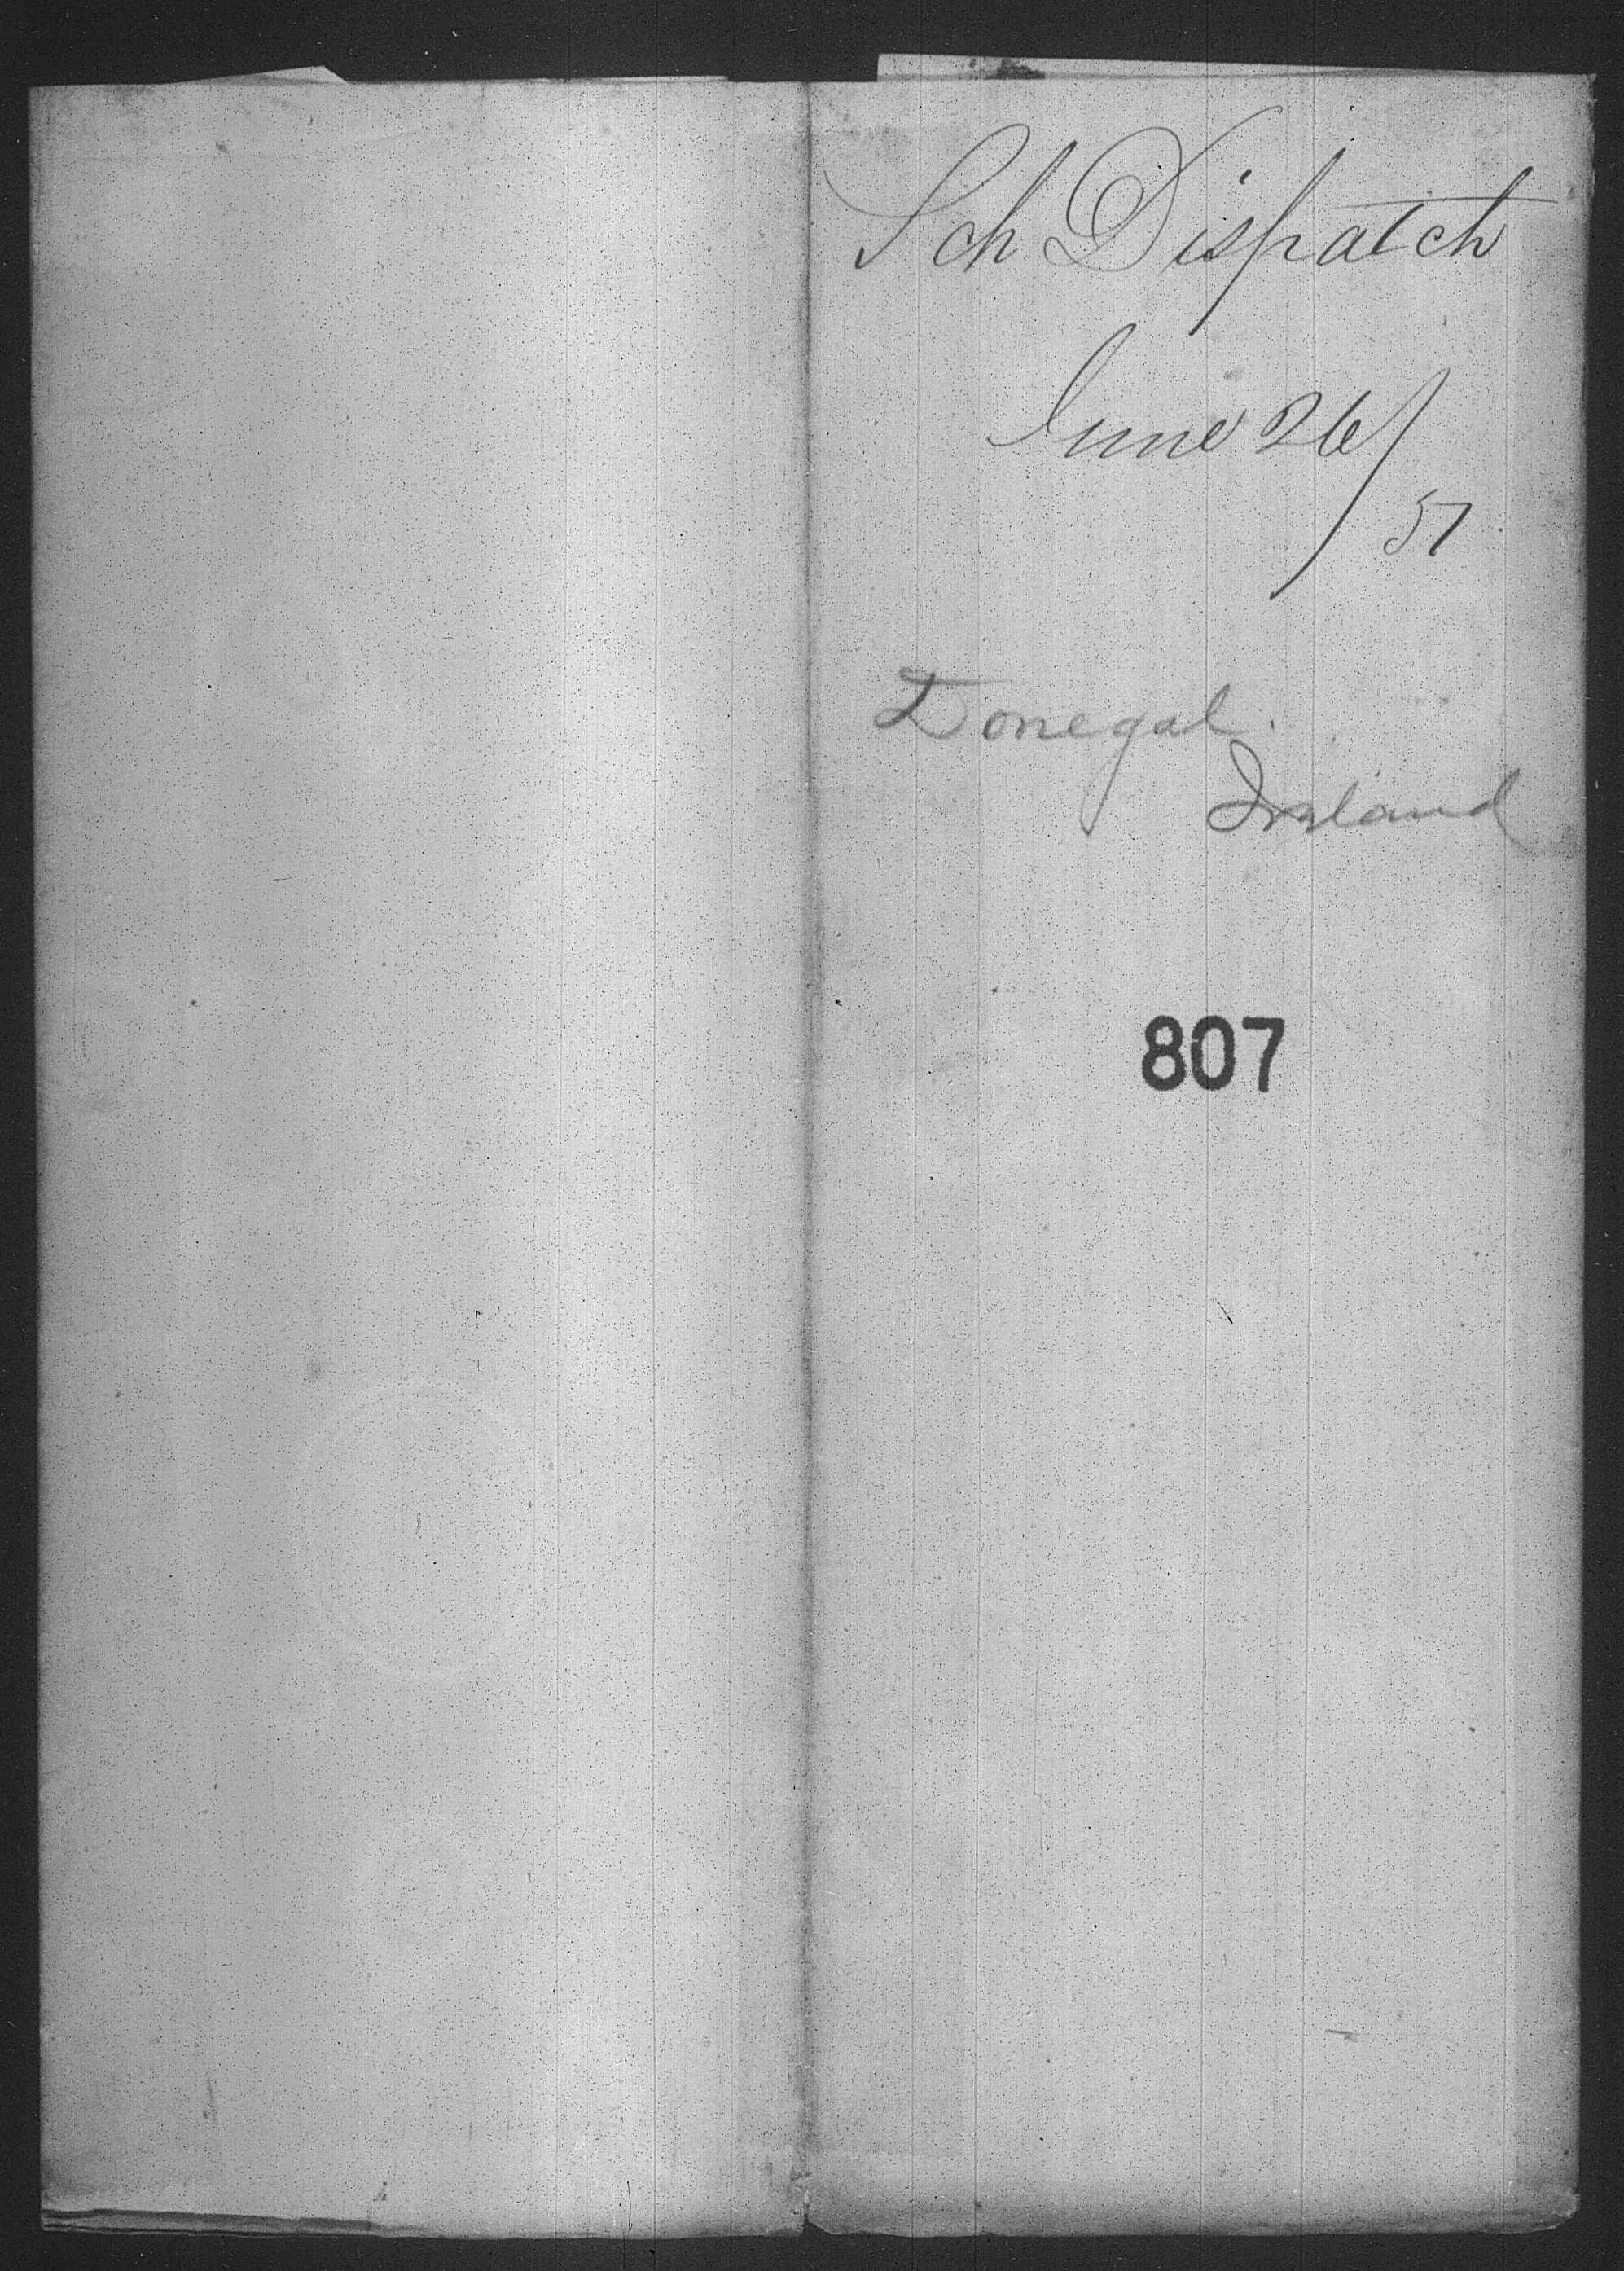 Sch Dispatch
June 26/
57
Donegal.
Ireland
807